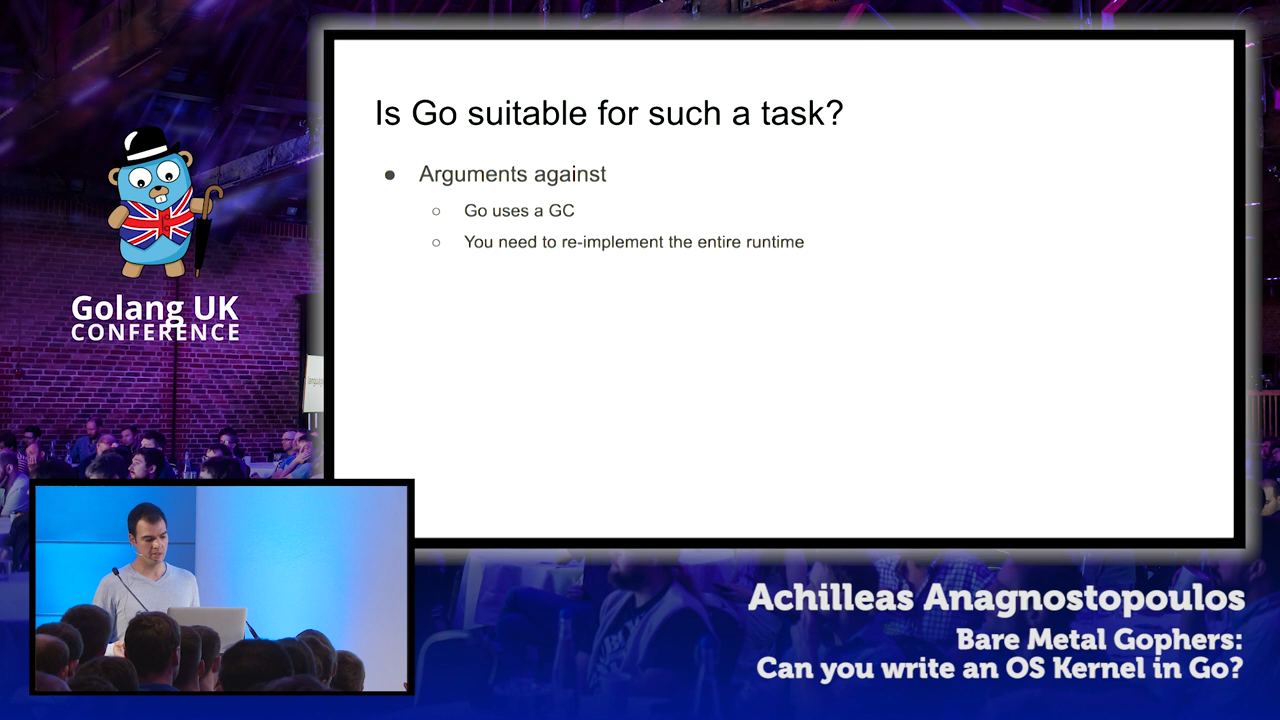 Is Go suitable for such a task?
● Arguments against
○ Go uses a GC
○ You need to re-implement the entire runtime
Golang UK
CONFERENCE
Achilleas Anagnostopoulos
Bare Metal Gophers:
Can you write an OS Kernel in Go?